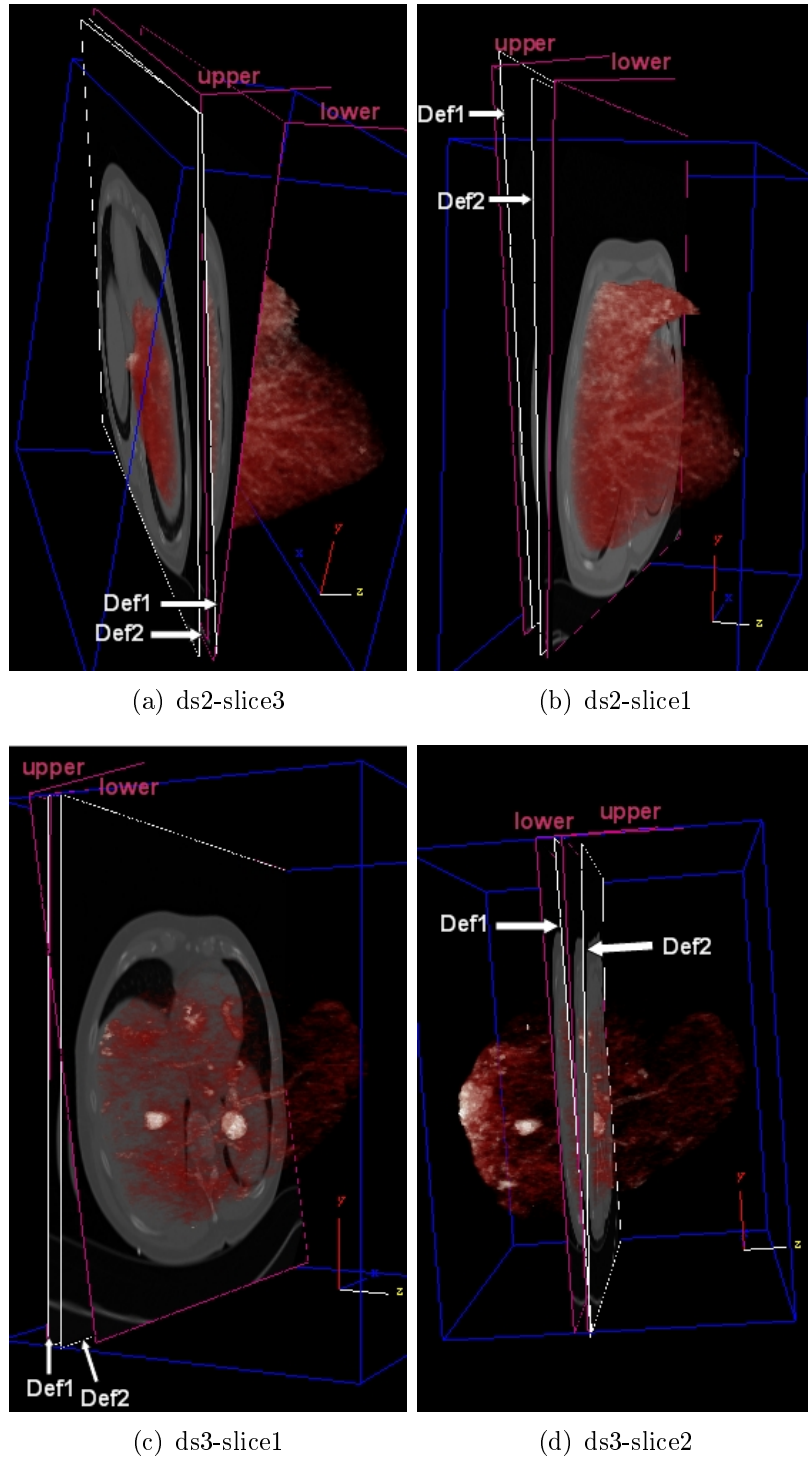 upper
lower
Def1
Def2
y
x
z
(a) ds2-slice3
upper
lower
Def1
Def2
y
x
z
(b) ds2-slice1
upper
lower
y
x
z
Def1
Def2
(c) ds3-slice1
lower
upper
Def1
Def2
y
z
(d) ds3-slice2